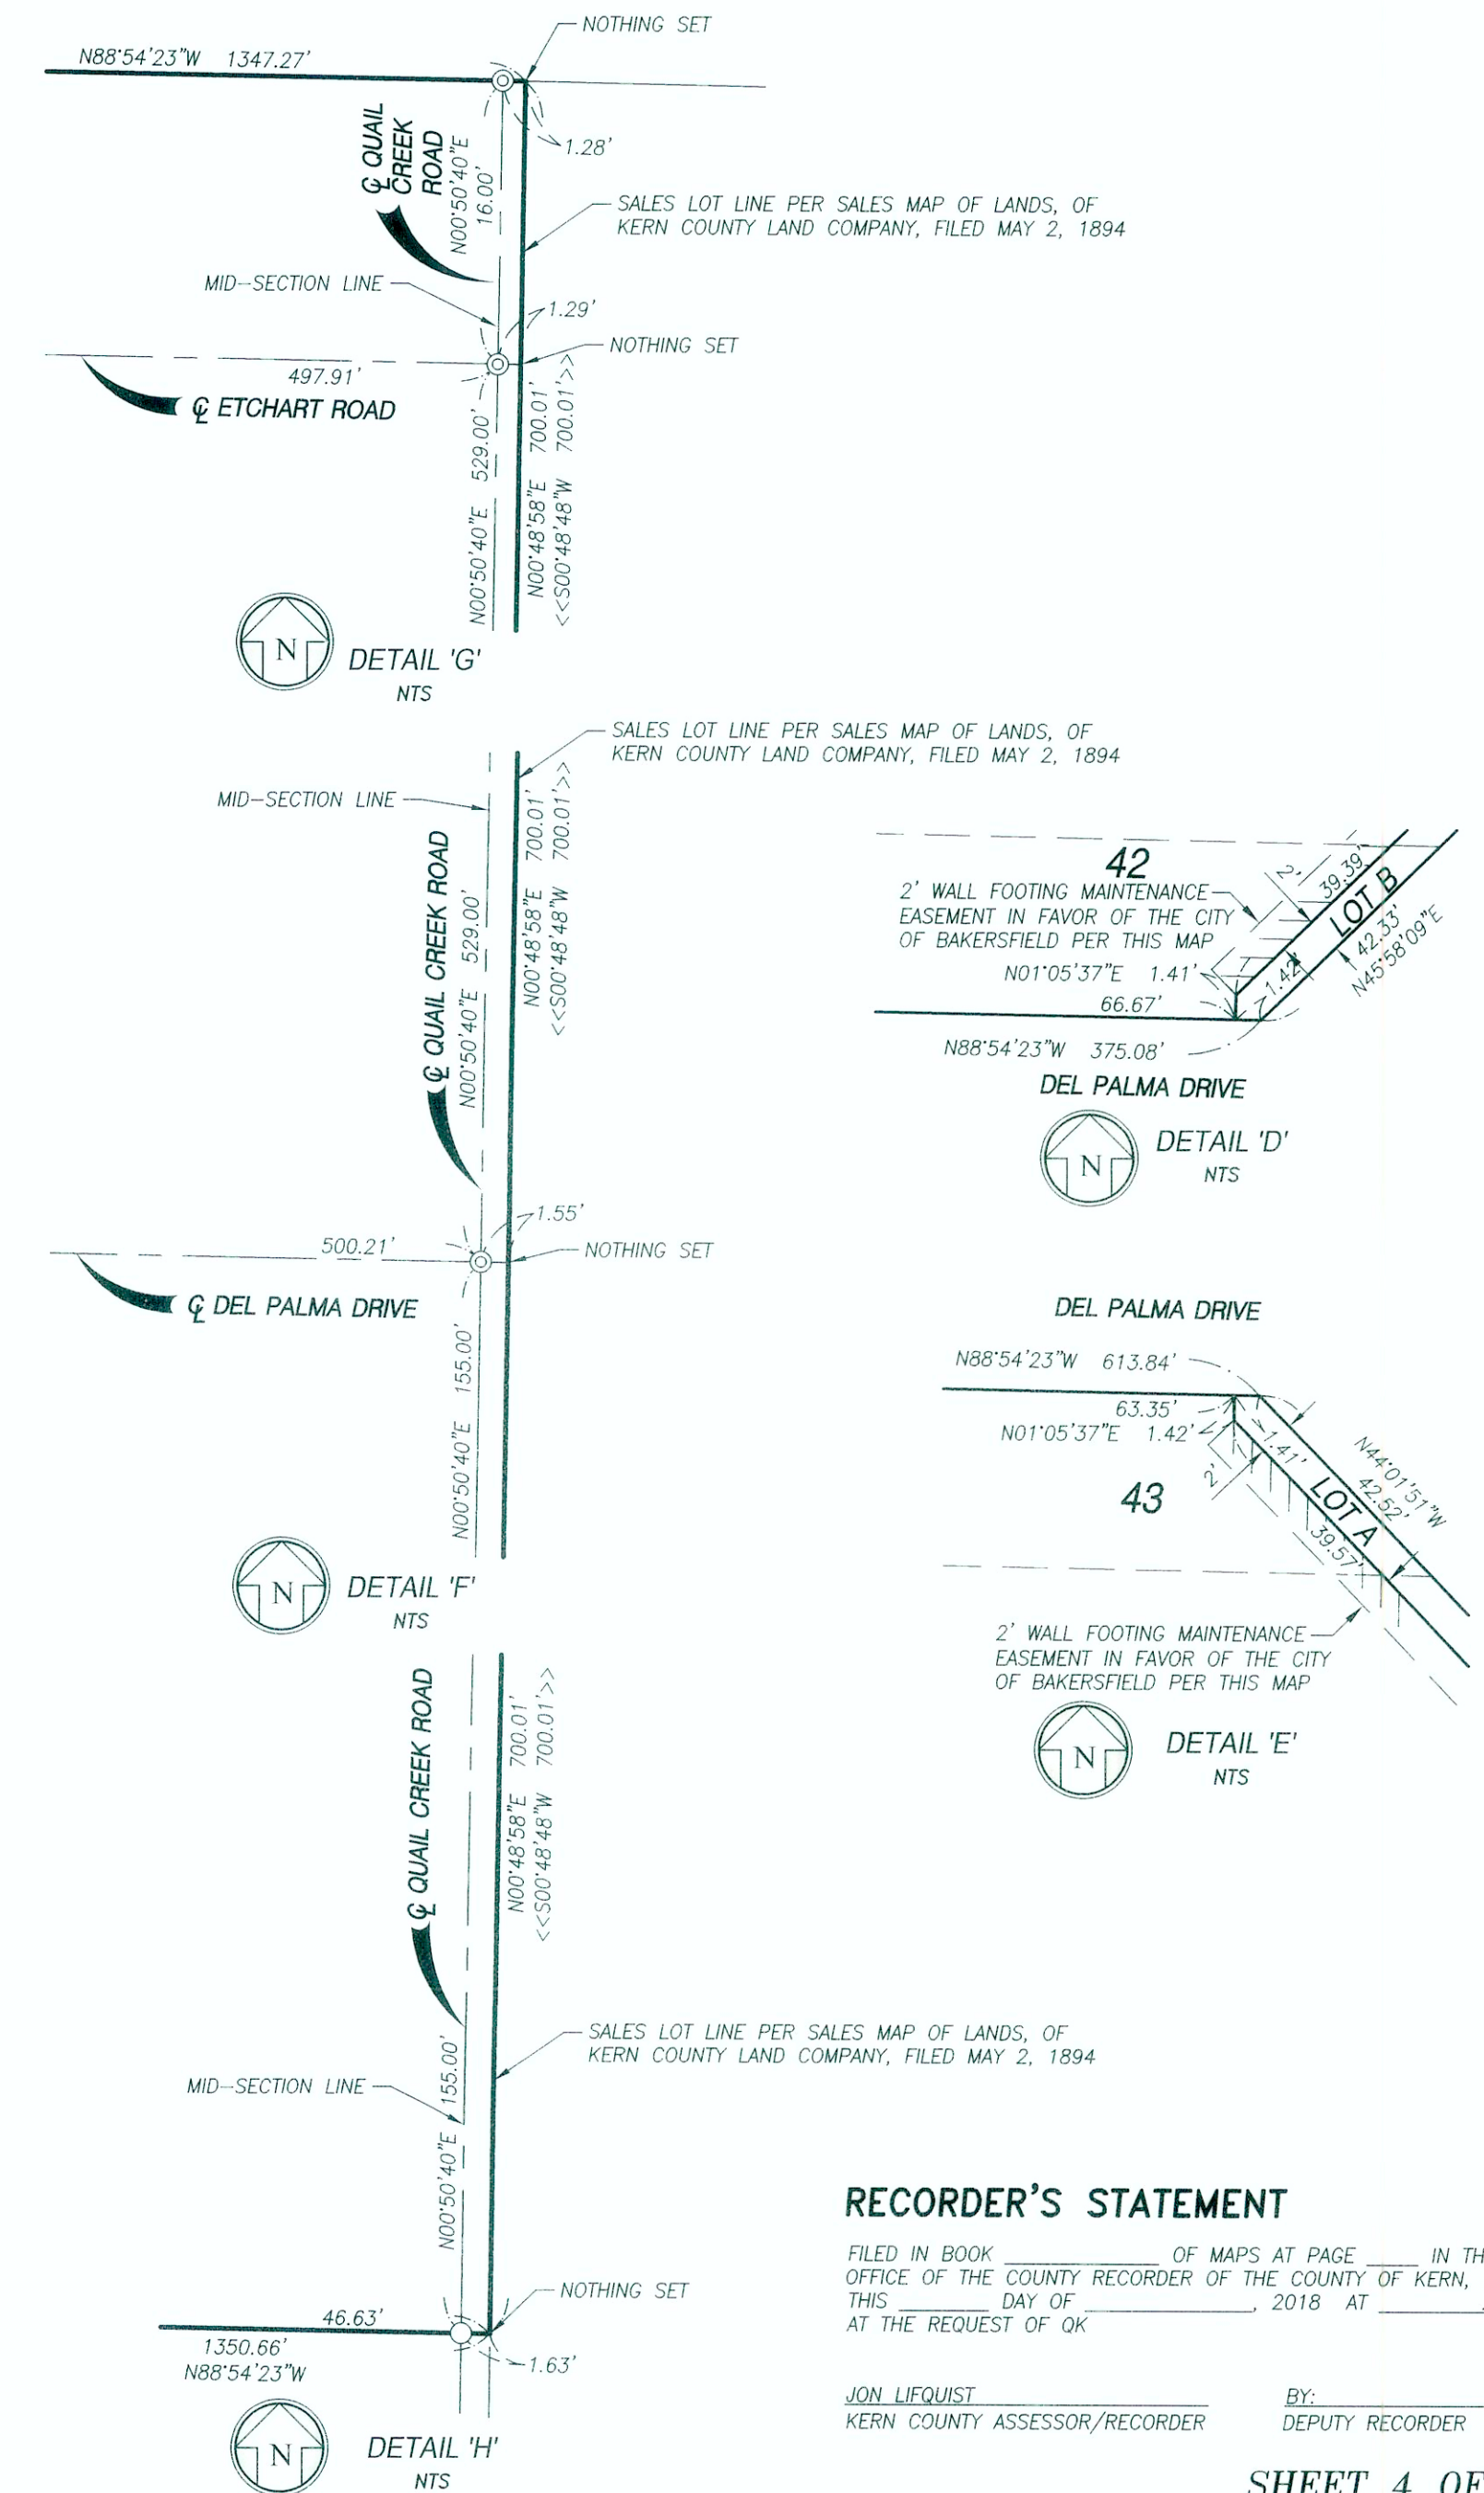 NOTHING SET
N88°54'23"W 1347.27'
1.28'
℄ QUAIL
CREEK
ROAD
N00°50'40"E
16.00'
SALES LOT LINE PER SALES MAP OF LANDS, OF
KERN COUNTY LAND COMPANY, FILED MAY 2, 1894
MID-SECTION LINE
1.29'
NOTHING SET
497.91'
℄ ETCHART ROAD
N00°50'40"E 529.00'
N00°48'58"E 700.01'
<<S00°48'48"W 700.01'>>
N
DETAIL 'G'
NTS
SALES LOT LINE PER SALES MAP OF LANDS, OF
KERN COUNTY LAND COMPANY, FILED MAY 2, 1894
MID-SECTION LINE
℄ QUAIL CREEK ROAD
N00°50'40"E 529.00'
N00°48'58"E 700.01'
<<S00°48'48"W 700.01'>>
1.55'
500.21'
NOTHING SET
℄ DEL PALMA DRIVE
N00°50'40"E 155.00'
N
DETAIL 'F'
NTS
42
2' WALL FOOTING MAINTENANCE
EASEMENT IN FAVOR OF THE CITY
OF BAKERSFIELD PER THIS MAP
2'
39.39'
LOT B
42.33'
N45°58'09"E
N01°05'37"E 1.41'
1.42'
66.67'
N88°54'23"W 375.08'
DEL PALMA DRIVE
N
DETAIL 'D'
NTS
DEL PALMA DRIVE
N88°54'23"W 613.84'
63.35'
N01°05'37"E 1.42'
1.41'
2'
LOT A
N44°01'51"W
42.52'
39.57'
43
2' WALL FOOTING MAINTENANCE
EASEMENT IN FAVOR OF THE CITY
OF BAKERSFIELD PER THIS MAP
N
DETAIL 'E'
NTS
℄ QUAIL CREEK ROAD
N00°48'58"E 700.01'
<<S00°48'48"W 700.01'>>
SALES LOT LINE PER SALES MAP OF LANDS, OF
KERN COUNTY LAND COMPANY, FILED MAY 2, 1894
MID-SECTION LINE
N00°50'40"E 155.00'
NOTHING SET
46.63'
1350.66'
N88°54'23"W
1.63'
N
DETAIL 'H'
NTS
RECORDER'S STATEMENT
FILED IN BOOK ____________ OF MAPS AT PAGE ____ IN TH
OFFICE OF THE COUNTY RECORDER OF THE COUNTY OF KERN,
THIS _______ DAY OF _____________, 2018 AT ________
AT THE REQUEST OF QK
JON LIFQUIST
KERN COUNTY ASSESSOR/RECORDER
BY:
DEPUTY RECORDER
SHEET 4 OF